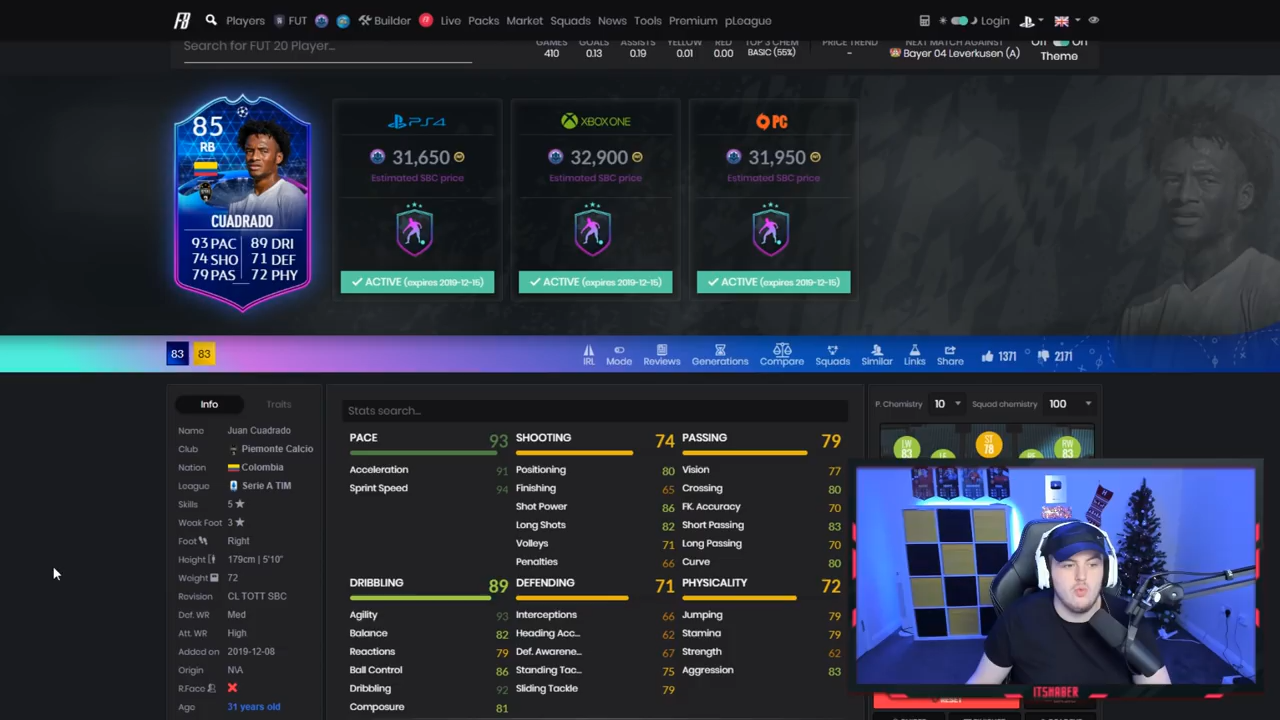 FB Players FUT Builder Live Packs Market Squads News Tools Premium pLeague Login
Search for FUT 20 Player...
GAMES GOALS ASSISTS YELLOW RED TOP 3 CHEM PRICE TREND NEXT MATCH AGAINST Off On
410 0.13 0.19 0.01 0.00 BASIC (55%) - Bayer 04 Leverkusen (A) Theme
85
RB
CUADRADO
93 PAC 89 DRI
74 SHO 71 DEF
79 PAS 72 PHY
PS4 XBOX ONE PC
31,650 32,900 31,950
Estimated SBC price Estimated SBC price Estimated SBC price
ACTIVE (expires 2019-12-15) ACTIVE (expires 2019-12-15) ACTIVE (expires 2019-12-15)
83 83 IRL Mode Reviews Generations Compare Squads Similar Links Share 1371 2171
Info Traits
Name Juan Cuadrado
Club Piemonte Calcio
Nation Colombia
League Serie A TIM
Skills 5★
Weak Foot 3★
Foot Right
Height 179cm | 5'10"
Weight 72
Revision CL TOTT SBC
Def. WR Med
Att. WR High
Added on 2019-12-08
Origin N\A
R.Face
Age 31 years old
Stats search...
PACE 93
Acceleration 91
Sprint Speed 94
SHOOTING 74
Positioning 80
Finishing 65
Shot Power 86
Long Shots 82
Volleys 71
Penalties 66
PASSING 79
Vision 77
Crossing 80
FK. Accuracy 70
Short Passing 83
Long Passing 70
Curve 80
DRIBBLING 89
Agility 93
Balance 82
Reactions 79
Ball Control 86
Dribbling 92
Composure 81
DEFENDING 71
Interceptions 66
Heading Acc... 62
Def. Awarene... 67
Standing Tac... 75
Sliding Tackle 79
PHYSICALITY 72
Jumping 79
Stamina 79
Strength 62
Aggression 83
P. Chemistry 10 Squad chemistry 100
LW 83
ST 78
RW 83
ITSHABER